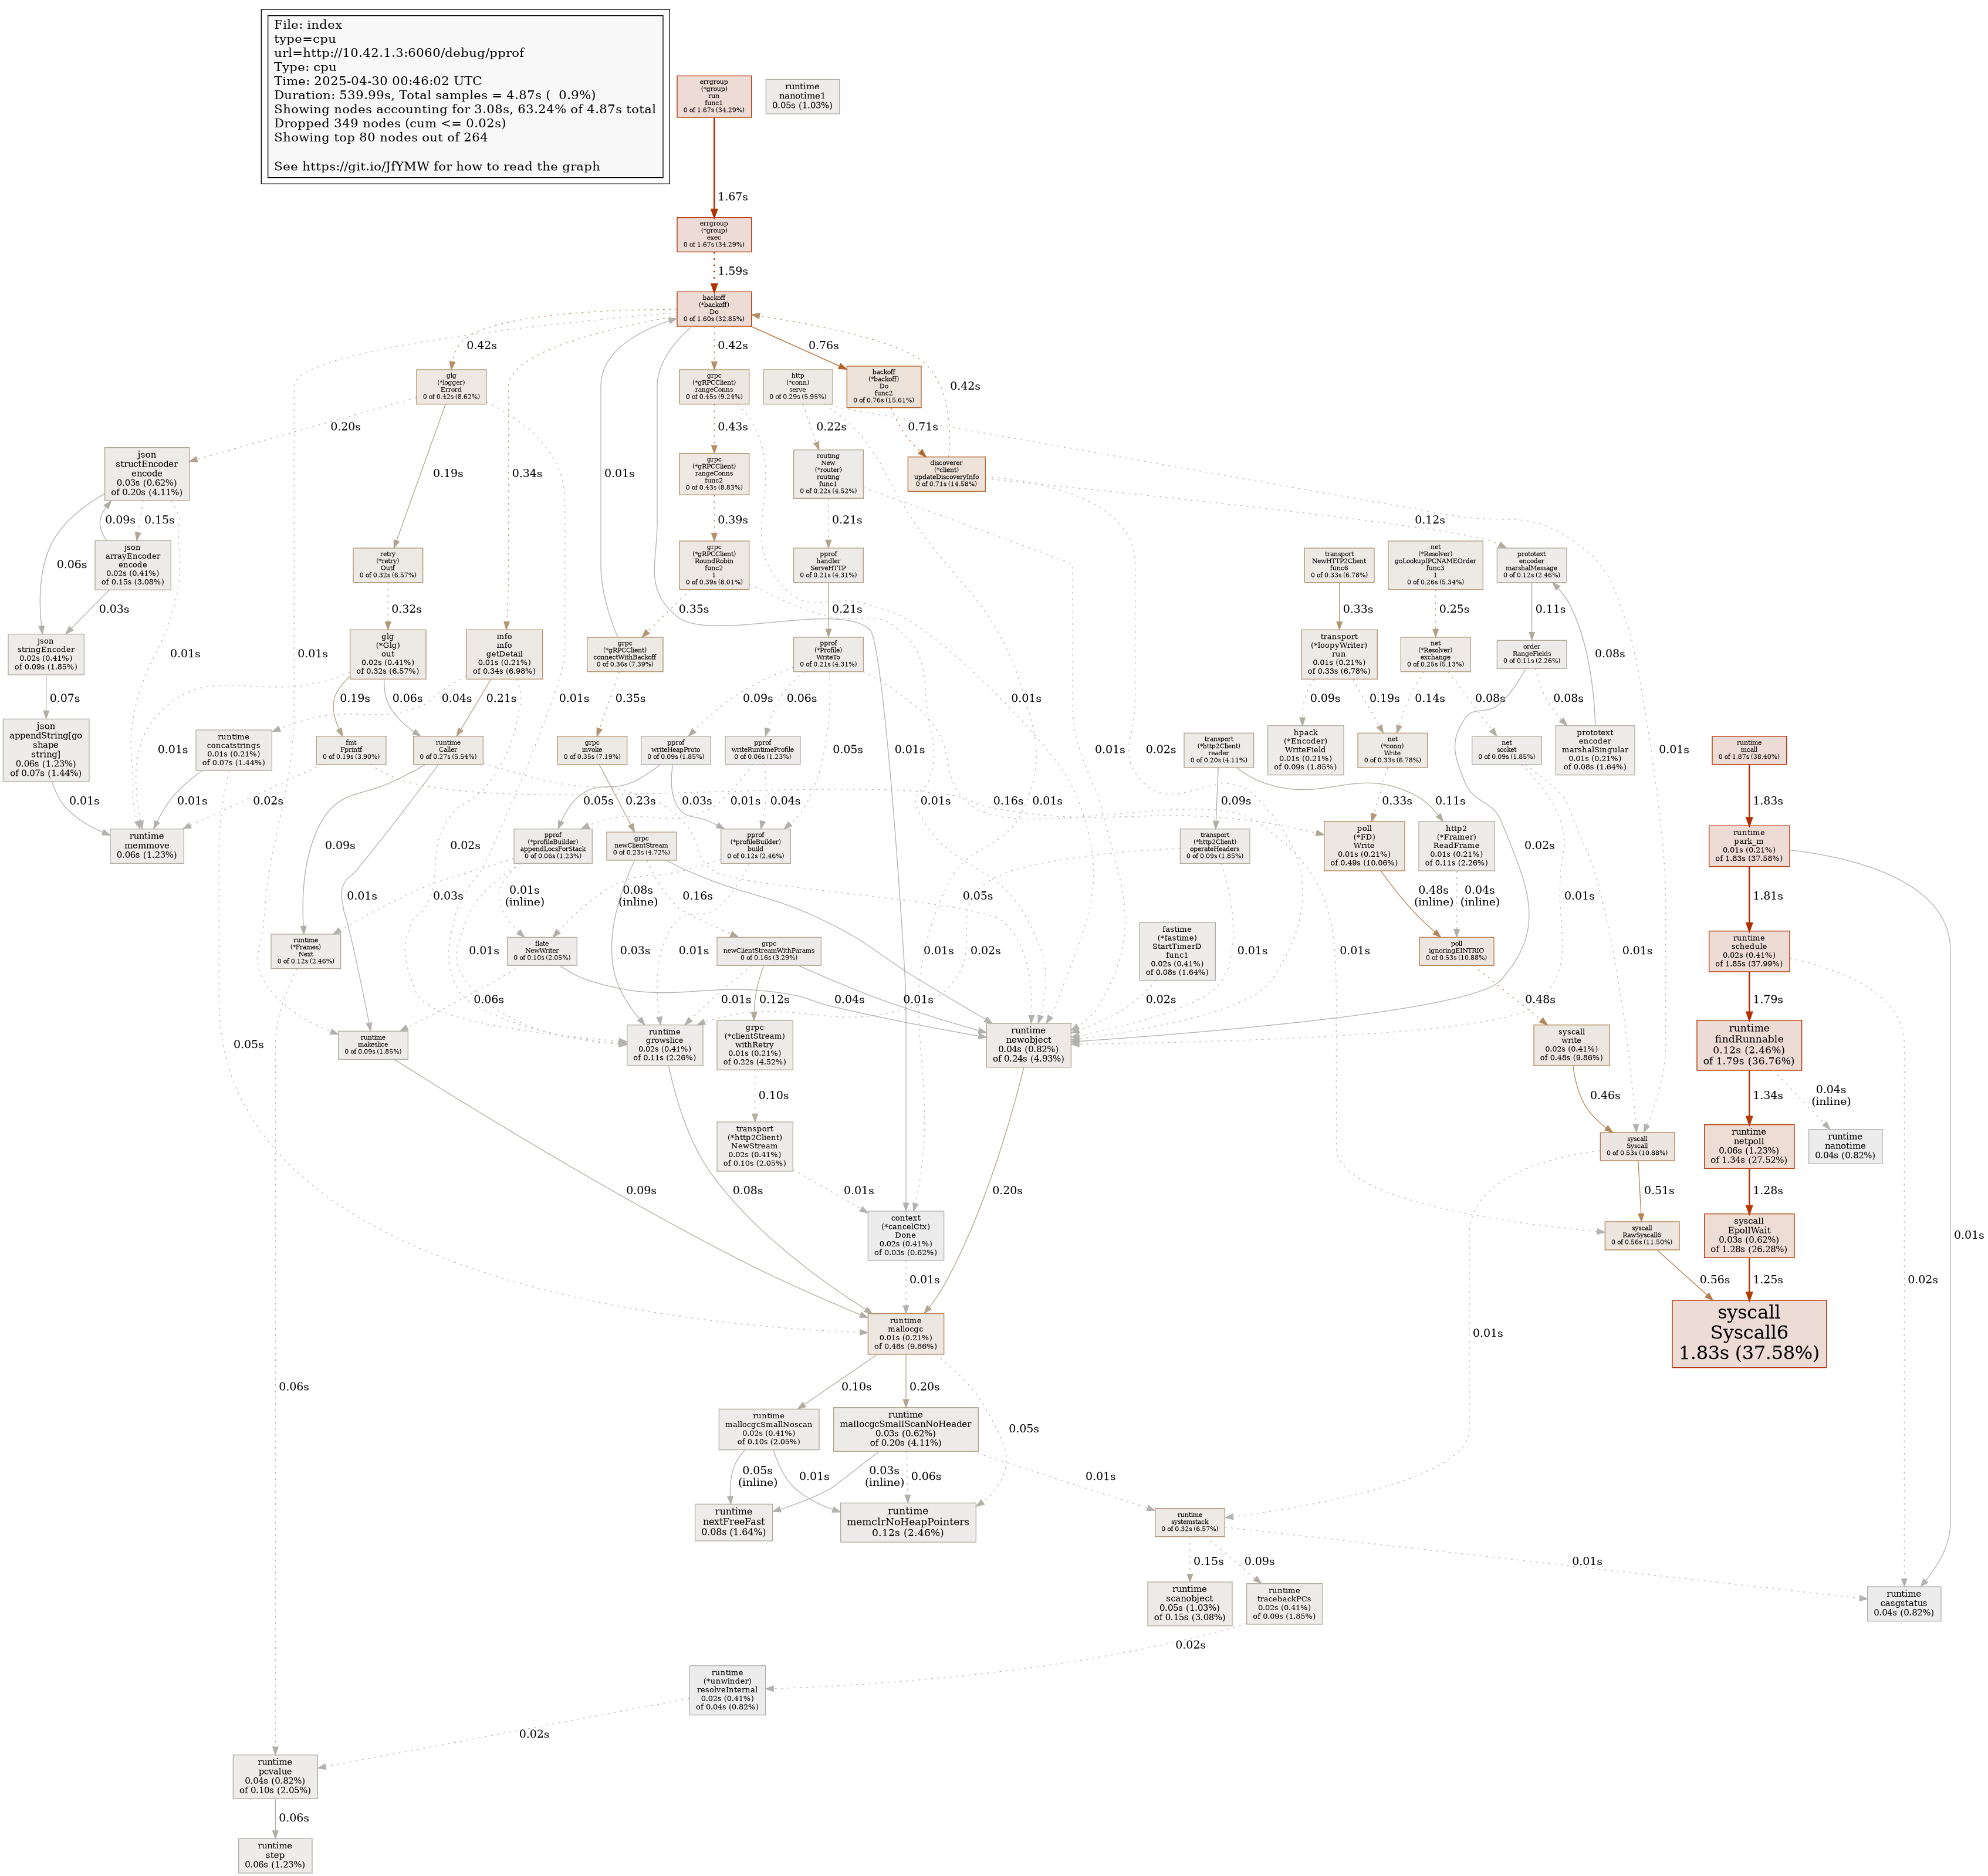 File: index
type=cpu
url=http://10.42.1.3:6060/debug/pprof
Type: cpu
Time: 2025-04-30 00:46:02 UTC
Duration: 539.99s, Total samples = 4.87s ( 0.9%)
Showing nodes accounting for 3.08s, 63.24% of 4.87s total
Dropped 349 nodes (cum <= 0.02s)
Showing top 80 nodes out of 264
See https://git.io/JfYMW for how to read the graph
errgroup
(*group)
run
func1
0 of 1.67s (34.29%)
runtime
nanotime1
0.05s (1.03%)
1.67s
errgroup
(*group)
exec
0 of 1.67s (34.29%)
1.59s
backoff
(*backoff)
Do
0 of 1.60s (32.85%)
0.42s
0.42s
0.76s
0.42s
glg
(*logger)
Errord
0 of 0.42s (8.62%)
grpc
(*gRPCClient)
rangeConns
0 of 0.45s (9.24%)
http
(*conn)
serve
0 of 0.29s (5.95%)
backoff
(*backoff)
Do
func2
0 of 0.76s (15.61%)
0.20s
0.19s
0.01s
0.34s
0.01s
0.43s
0.22s
0.71s
json
structEncoder
encode
0.03s (0.62%)
of 0.20s (4.11%)
grpc
(*gRPCClient)
rangeConns
func2
0 of 0.43s (8.83%)
routing
New
(*router)
routing
func1
0 of 0.22s (4.52%)
discoverer
(*client)
updateDiscoveryInfo
0 of 0.71s (14.58%)
0.09s
0.15s
0.39s
0.21s
0.12s
0.06s
json
arrayEncoder
encode
0.02s (0.41%)
of 0.15s (3.08%)
retry
(*retry)
Outf
0 of 0.32s (6.57%)
grpc
(*gRPCClient)
RoundRobin
func2
1
0 of 0.39s (8.01%)
pprof
handler
ServeHTTP
0 of 0.21s (4.31%)
transport
NewHTTP2Client
func6
0 of 0.33s (6.78%)
net
(*Resolver)
goLookupIPCNAMEOrder
func3
1
0 of 0.26s (5.34%)
prototext
encoder
marshalMessage
0 of 0.12s (2.46%)
0.03s
0.32s
0.35s
0.21s
0.33s
0.25s
0.11s
0.08s
json
stringEncoder
0.02s (0.41%)
of 0.09s (1.85%)
0.01s
0.01s
glg
(*Glg)
out
0.02s (0.41%)
of 0.32s (6.57%)
info
info
getDetail
0.01s (0.21%)
of 0.34s (6.98%)
0.01s
grpc
(*gRPCClient)
connectWithBackoff
0 of 0.36s (7.39%)
pprof
(*Profile)
WriteTo
0 of 0.21s (4.31%)
transport
(*loopyWriter)
run
0.01s (0.21%)
of 0.33s (6.78%)
net
(*Resolver)
exchange
0 of 0.25s (5.13%)
order
RangeFields
0 of 0.11s (2.26%)
0.07s
0.01s
0.19s
0.06s
0.04s
0.21s
0.35s
0.09s
0.06s
0.05s
0.01s
0.01s
0.02s
0.09s
0.19s
0.14s
0.08s
0.08s
0.01s
json
appendString[go
shape
string]
0.06s (1.23%)
of 0.07s (1.44%)
runtime
concatstrings
0.01s (0.21%)
of 0.07s (1.44%)
fmt
Fprintf
0 of 0.19s (3.90%)
runtime
Caller
0 of 0.27s (5.54%)
grpc
invoke
0 of 0.35s (7.19%)
pprof
writeHeapProto
0 of 0.09s (1.85%)
pprof
writeRuntimeProfile
0 of 0.06s (1.23%)
transport
(*http2Client)
reader
0 of 0.20s (4.11%)
hpack
(*Encoder)
WriteField
0.01s (0.21%)
of 0.09s (1.85%)
net
(*conn)
Write
0 of 0.33s (6.78%)
net
socket
0 of 0.09s (1.85%)
prototext
encoder
marshalSingular
0.01s (0.21%)
of 0.08s (1.64%)
runtime
mcall
0 of 1.87s (38.40%)
0.01s
0.01s
0.02s
0.23s
0.05s
0.03s
0.01s
0.04s
0.01s
0.16s
0.01s
0.09s
0.11s
0.33s
1.83s
runtime
memmove
0.06s (1.23%)
0.09s
0.02s
grpc
newClientStream
0 of 0.23s (4.72%)
pprof
(*profileBuilder)
appendLocsForStack
0 of 0.06s (1.23%)
pprof
(*profileBuilder)
build
0 of 0.12s (2.46%)
transport
(*http2Client)
operateHeaders
0 of 0.09s (1.85%)
poll
(*FD)
Write
0.01s (0.21%)
of 0.49s (10.06%)
http2
(*Framer)
ReadFrame
0.01s (0.21%)
of 0.11s (2.26%)
0.02s
runtime
park_m
0.01s (0.21%)
of 1.83s (37.58%)
0.01s
0.03s
0.01s
(inline)
0.08s
(inline)
0.16s
0.05s
0.48s
(inline)
0.04s
(inline)
0.01s
1.81s
runtime
(*Frames)
Next
0 of 0.12s (2.46%)
0.01s
flate
NewWriter
0 of 0.10s (2.05%)
0.03s
0.01s
grpc
newClientStreamWithParams
0 of 0.16s (3.29%)
0.01s
0.02s
fastime
(*fastime)
StartTimerD
func1
0.02s (0.41%)
of 0.08s (1.64%)
0.01s
0.01s
poll
ignoringEINTRIO
0 of 0.53s (10.88%)
0.01s
runtime
schedule
0.02s (0.41%)
of 1.85s (37.99%)
0.06s
0.01s
0.12s
0.04s
0.01s
0.02s
0.48s
1.79s
0.05s
runtime
makeslice
0 of 0.09s (1.85%)
runtime
growslice
0.02s (0.41%)
of 0.11s (2.26%)
grpc
(*clientStream)
withRetry
0.01s (0.21%)
of 0.22s (4.52%)
runtime
newobject
0.04s (0.82%)
of 0.24s (4.93%)
syscall
write
0.02s (0.41%)
of 0.48s (9.86%)
runtime
findRunnable
0.12s (2.46%)
of 1.79s (36.76%)
0.10s
0.46s
1.34s
0.04s
(inline)
transport
(*http2Client)
NewStream
0.02s (0.41%)
of 0.10s (2.05%)
syscall
Syscall
0 of 0.53s (10.88%)
runtime
netpoll
0.06s (1.23%)
of 1.34s (27.52%)
runtime
nanotime
0.04s (0.82%)
0.09s
0.08s
0.01s
0.20s
0.51s
1.28s
context
(*cancelCtx)
Done
0.02s (0.41%)
of 0.03s (0.62%)
syscall
RawSyscall6
0 of 0.56s (11.50%)
syscall
EpollWait
0.03s (0.62%)
of 1.28s (26.28%)
0.01s
0.01s
0.56s
1.25s
0.02s
runtime
mallocgc
0.01s (0.21%)
of 0.48s (9.86%)
0.01s
syscall
Syscall6
1.83s (37.58%)
0.06s
0.10s
0.20s
0.05s
runtime
mallocgcSmallNoscan
0.02s (0.41%)
of 0.10s (2.05%)
runtime
mallocgcSmallScanNoHeader
0.03s (0.62%)
of 0.20s (4.11%)
0.05s
(inline)
0.01s
0.03s
(inline)
0.06s
0.01s
runtime
nextFreeFast
0.08s (1.64%)
runtime
memclrNoHeapPointers
0.12s (2.46%)
runtime
systemstack
0 of 0.32s (6.57%)
0.15s
0.09s
0.01s
runtime
scanobject
0.05s (1.03%)
of 0.15s (3.08%)
runtime
tracebackPCs
0.02s (0.41%)
of 0.09s (1.85%)
runtime
casgstatus
0.04s (0.82%)
0.02s
runtime
(*unwinder)
resolveInternal
0.02s (0.41%)
of 0.04s (0.82%)
0.02s
runtime
pcvalue
0.04s (0.82%)
of 0.10s (2.05%)
0.06s
runtime
step
0.06s (1.23%)